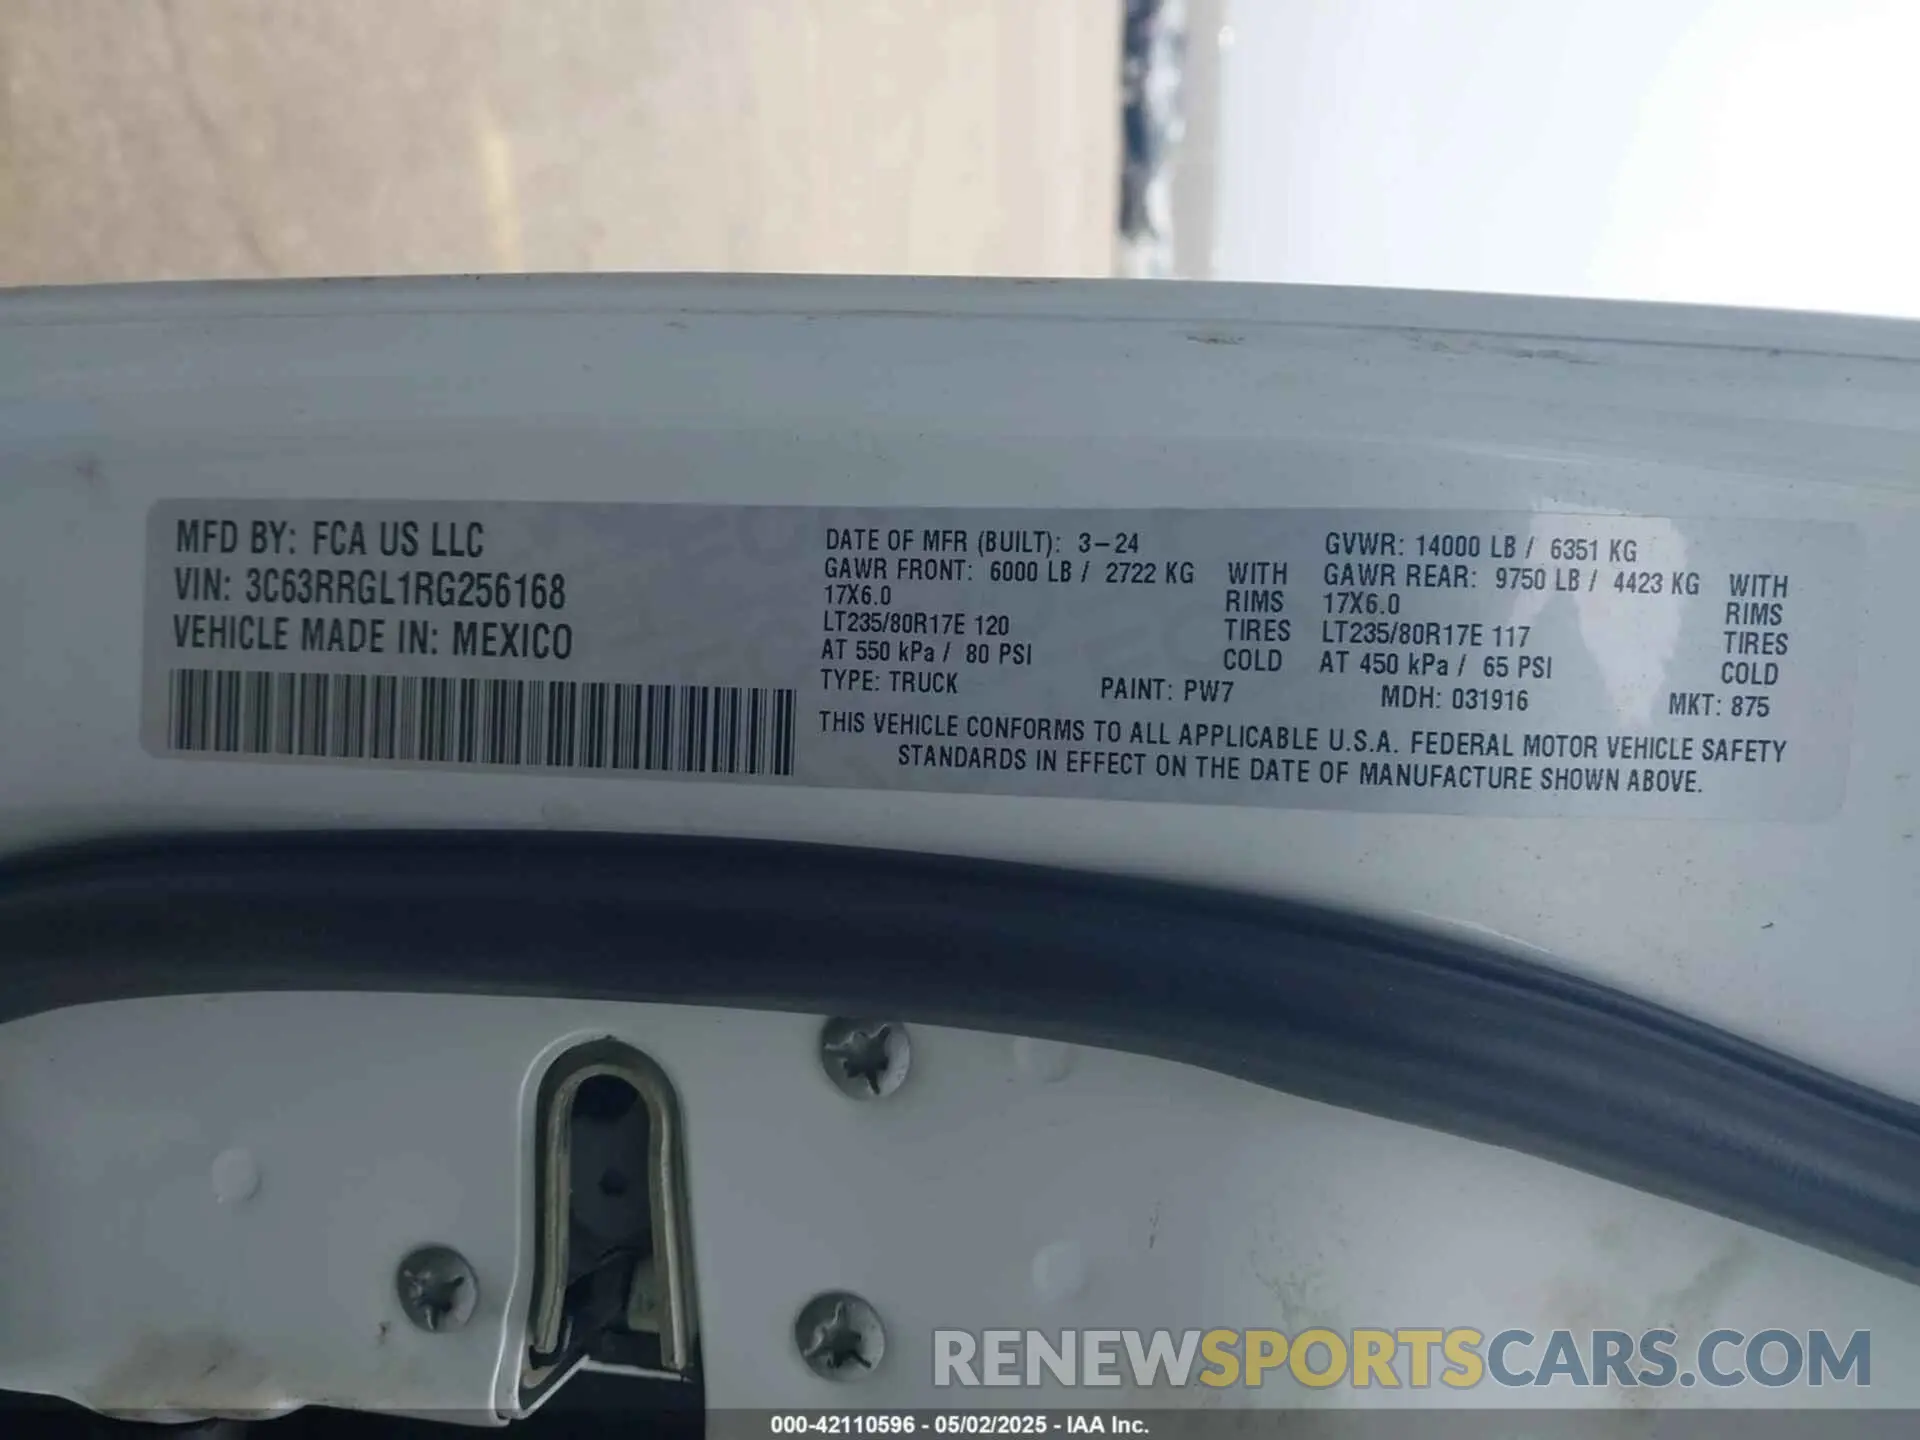 MFD BY: FCA US LLC
VIN: 3C63RRGL1RG256168
VEHICLE MADE IN: MEXICO
DATE OF MFR (BUILT): 3-24
GAWR FRONT: 6000 LB / 2722 KG WITH
17X6.0 RIMS
LT235/80R17E 120 TIRES
AT 550 kPa / 80 PSI COLD
GVWR: 14000 LB / 6351 KG
GAWR REAR: 9750 LB / 4423 KG WITH
17X6.0 RIMS
LT235/80R17E 117 TIRES
AT 450 kPa / 65 PSI COLD
TYPE: TRUCK PAINT: PW7 MDH: 031916 MKT: 875
THIS VEHICLE CONFORMS TO ALL APPLICABLE U.S.A. FEDERAL MOTOR VEHICLE SAFETY
STANDARDS IN EFFECT ON THE DATE OF MANUFACTURE SHOWN ABOVE.
RENEWSPORTSCARS.COM
000-42110596 - 05/02/2025 - IAA Inc.